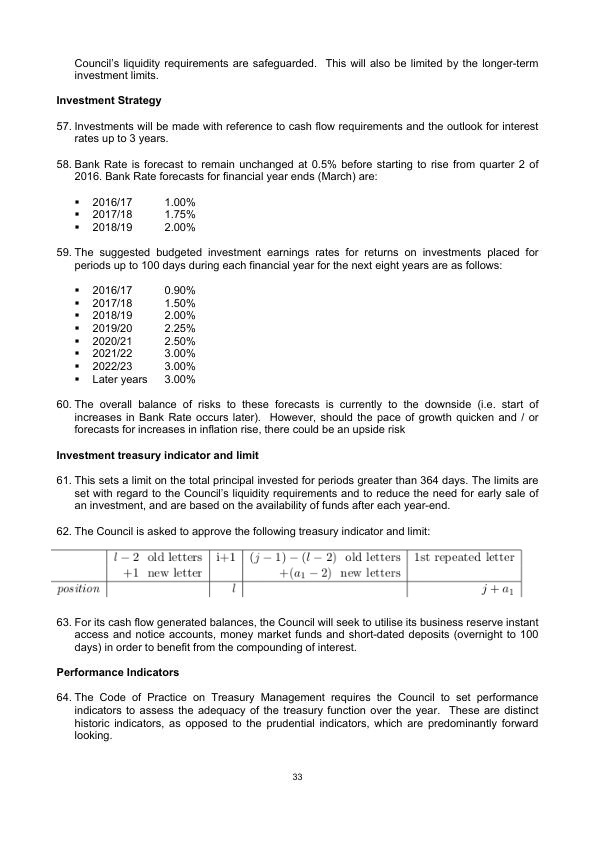 Council's liquidity requirements are safeguarded.  This will also be limited by the longer-term
investment limits.
Investment Strategy
57. Investments will be made with reference to cash flow requirements and the outlook for interest
rates up to 3 years.
58. Bank Rate is forecast to remain unchanged at 0.5% before starting to rise from quarter 2 of
2016. Bank Rate forecasts for financial year ends (March) are:
▪ 2016/17 1.00%
▪ 2017/18 1.75%
▪ 2018/19 2.00%
59. The suggested budgeted investment earnings rates for returns on investments placed for
periods up to 100 days during each financial year for the next eight years are as follows:
▪ 2016/17 0.90%
▪ 2017/18 1.50%
▪ 2018/19 2.00%
▪ 2019/20 2.25%
▪ 2020/21 2.50%
▪ 2021/22 3.00%
▪ 2022/23 3.00%
▪ Later years 3.00%
60. The overall balance of risks to these forecasts is currently to the downside (i.e. start of
increases in Bank Rate occurs later).  However, should the pace of growth quicken and / or
forecasts for increases in inflation rise, there could be an upside risk
Investment treasury indicator and limit
61. This sets a limit on the total principal invested for periods greater than 364 days. The limits are
set with regard to the Council's liquidity requirements and to reduce the need for early sale of
an investment, and are based on the availability of funds after each year-end.
62. The Council is asked to approve the following treasury indicator and limit:
l − 2 old letters i+1 (j − 1) − (l − 2) old letters 1st repeated letter
+1 new letter +(a₁ − 2) new letters
position l j + a₁
63. For its cash flow generated balances, the Council will seek to utilise its business reserve instant
access and notice accounts, money market funds and short-dated deposits (overnight to 100
days) in order to benefit from the compounding of interest.
Performance Indicators
64. The Code of Practice on Treasury Management requires the Council to set performance
indicators to assess the adequacy of the treasury function over the year.  These are distinct
historic indicators, as opposed to the prudential indicators, which are predominantly forward
looking.
33